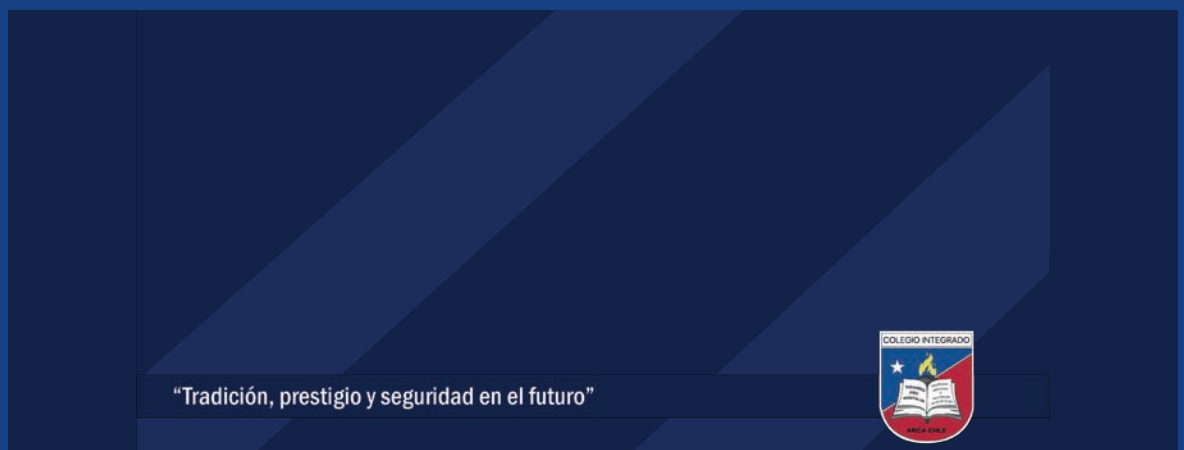 “Tradición, prestigio y seguridad en el futuro”
COLEGIO INTEGRADO
ARICA-CHILE